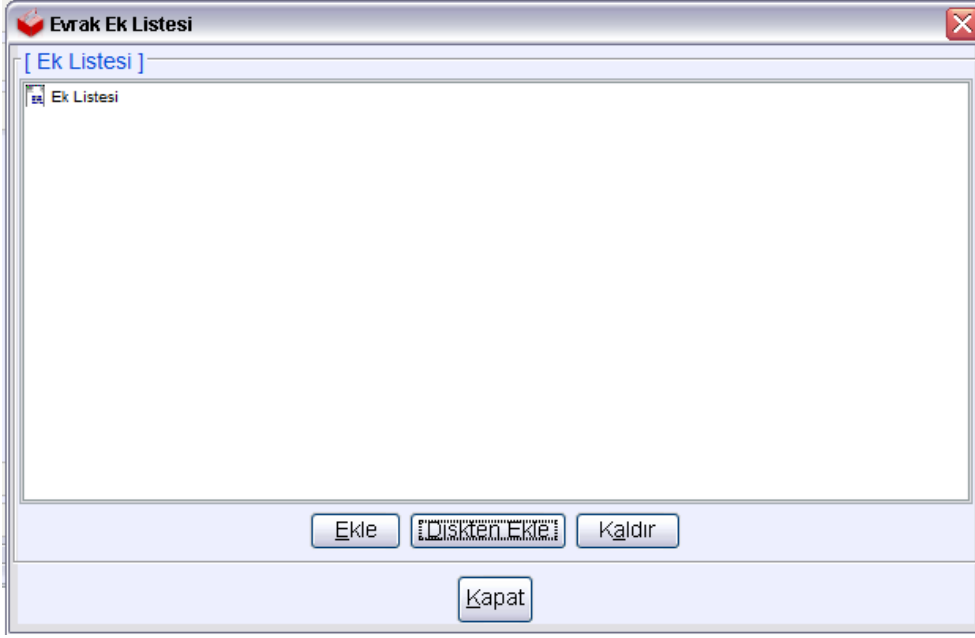 Evrak Ek Listesi
[ Ek Listesi ]
Ek Listesi
Ekle Diskten Ekle Kaldır
Kapat